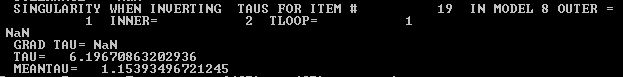 SINGULARITY WHEN INVERTING TAUS FOR ITEM # 19 IN MODEL 8 OUTER =
1 INNER= 2 TLOOP= 1
NaN
GRAD TAU= NaN
TAU= 6.19670863202936
MEANTAU= 1.15393496721245